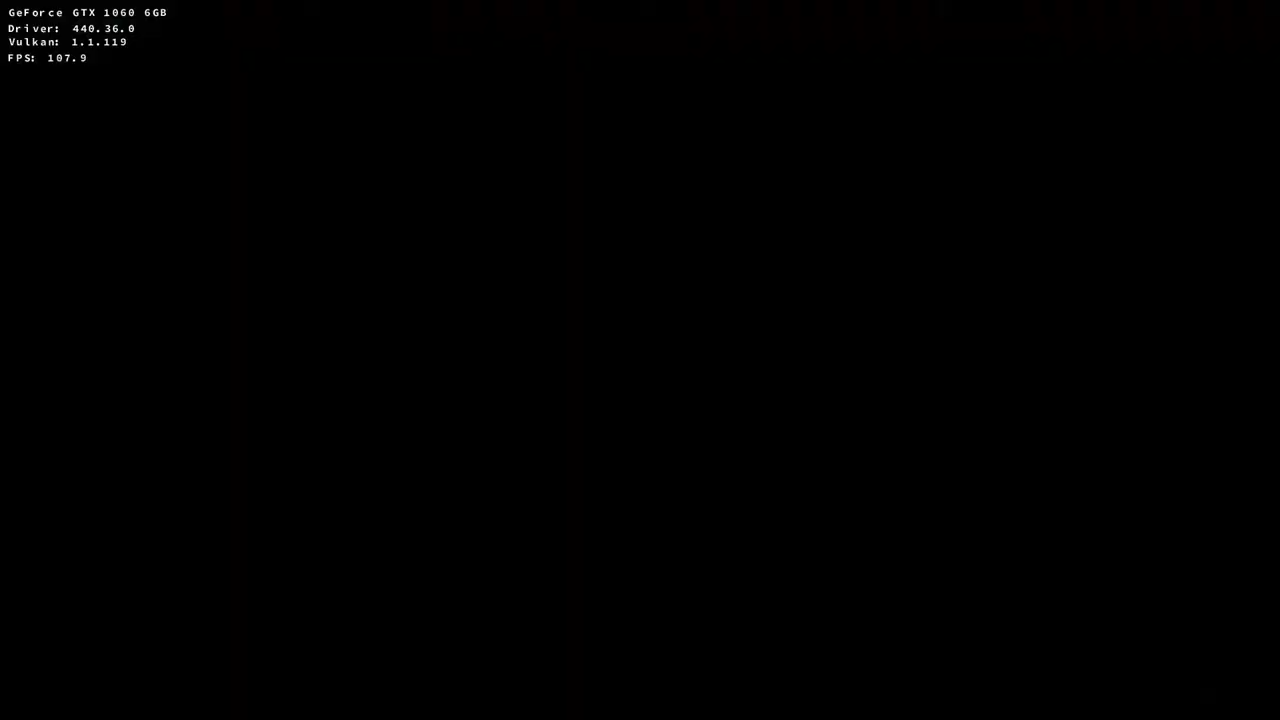 GeForce GTX 1060 6GB
Driver: 440.36.0
Vulkan: 1.1.119
FPS: 107.9